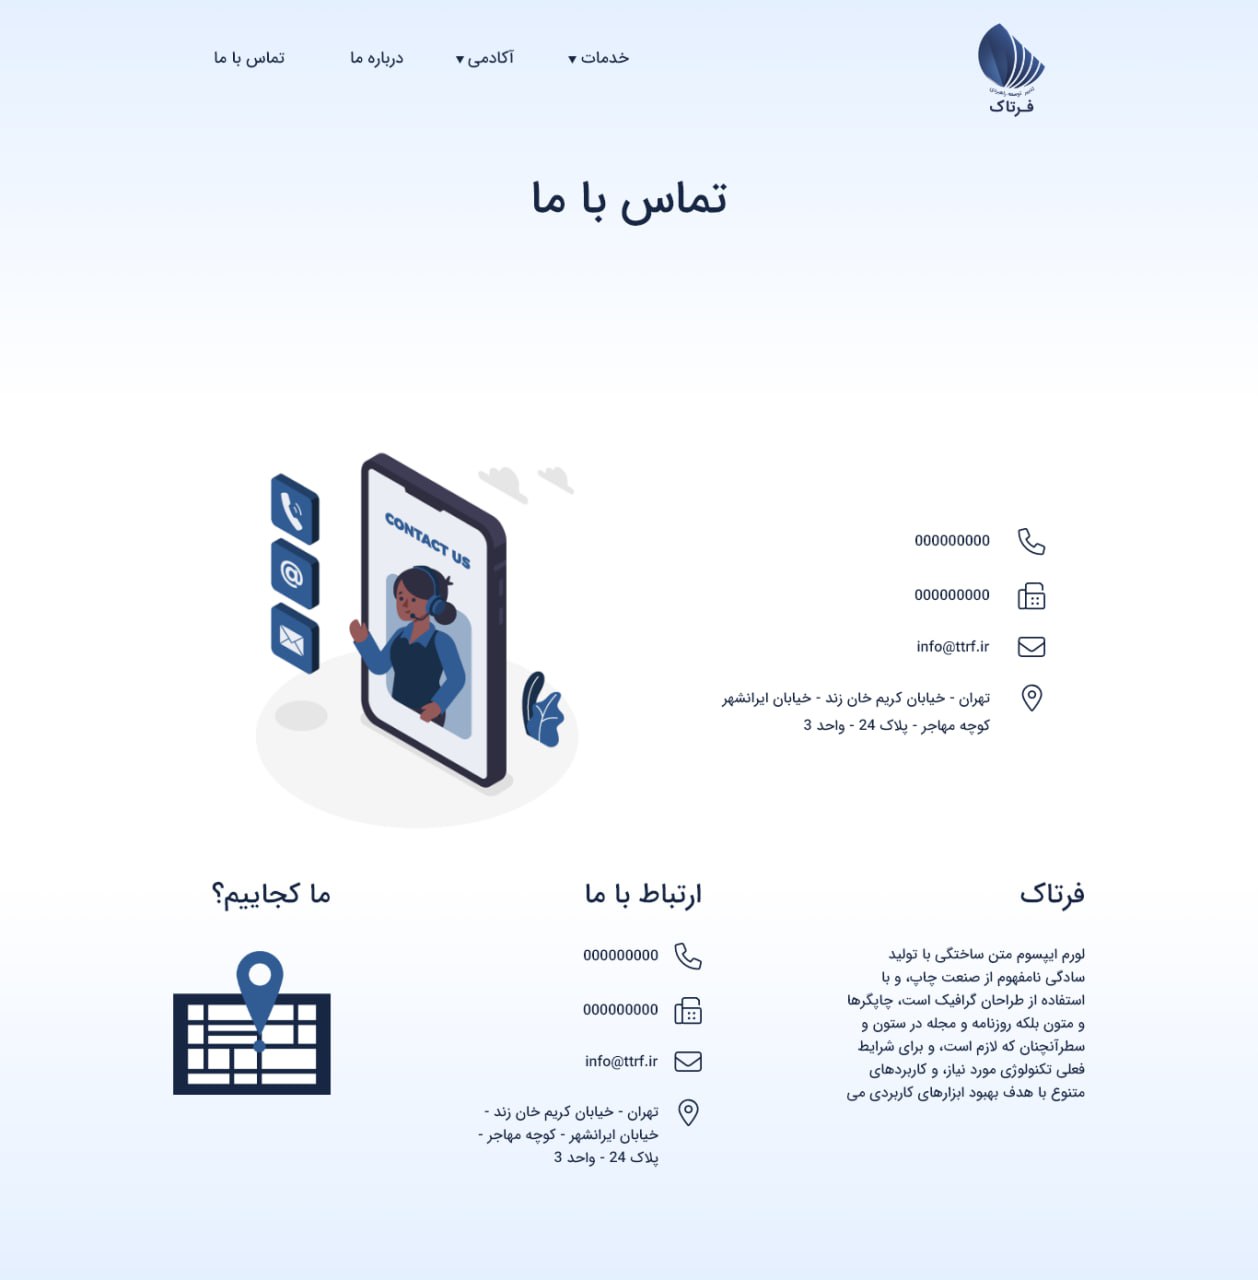 تدبیر توسعه راهبردی
فـرتاک
خدمات ▾
آکادمی ▾
درباره ما
تماس با ما
تماس با ما
000000000
000000000
info@ttrf.ir
تهران - خیابان کریم خان زند - خیابان ایرانشهر
کوچه مهاجر - پلاک 24 - واحد 3
CONTACT US
فرتاک
لورم ایپسوم متن ساختگی با تولید
سادگی نامفهوم از صنعت چاپ، و با
استفاده از طراحان گرافیک است، چاپگرها
و متون بلکه روزنامه و مجله در ستون و
سطرآنچنان که لازم است، و برای شرایط
فعلی تکنولوژی مورد نیاز، و کاربردهای
متنوع با هدف بهبود ابزارهای کاربردی می
ارتباط با ما
000000000
000000000
info@ttrf.ir
تهران - خیابان کریم خان زند -
خیابان ایرانشهر - کوچه مهاجر -
پلاک 24 - واحد 3
ما کجاییم؟